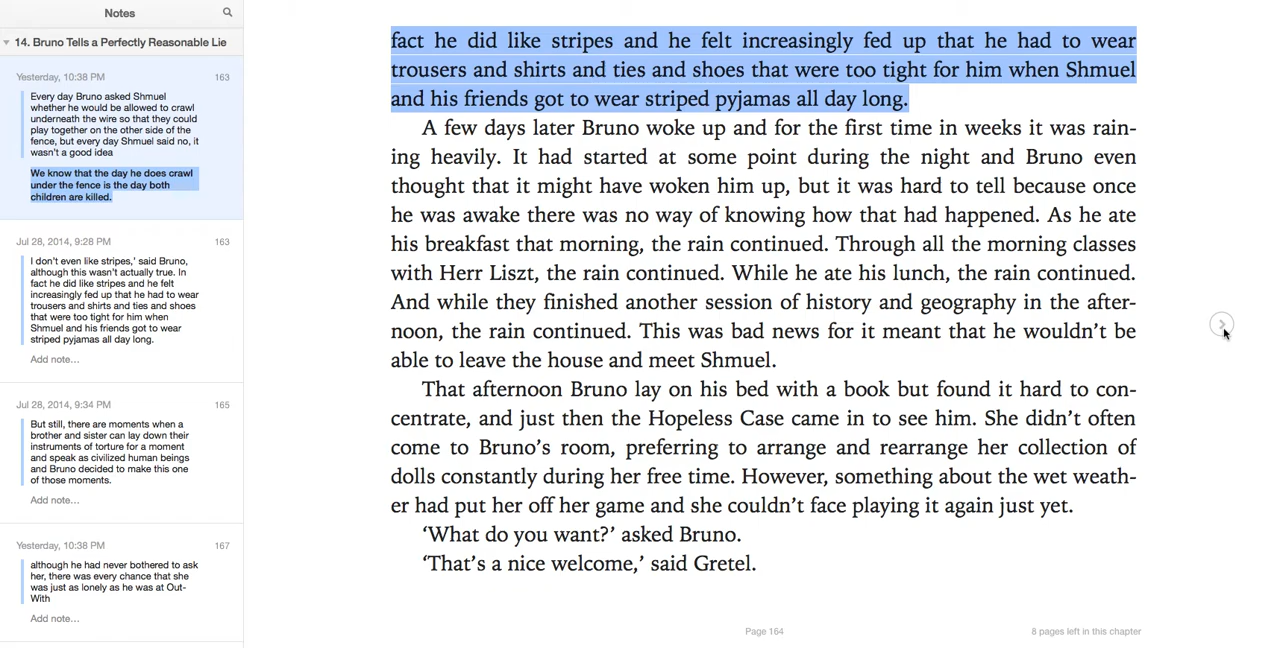 Notes
14. Bruno Tells a Perfectly Reasonable Lie
Yesterday, 10:38 PM 163
Every day Bruno asked Shmuel
whether he would be allowed to crawl
underneath the wire so that they could
play together on the other side of the
fence, but every day Shmuel said no, it
wasn't a good idea
We know that the day he does crawl
under the fence is the day both
children are killed.
Jul 28, 2014, 9:28 PM 163
I don't even like stripes,' said Bruno,
although this wasn't actually true. In
fact he did like stripes and he felt
increasingly fed up that he had to wear
trousers and shirts and ties and shoes
that were too tight for him when
Shmuel and his friends got to wear
striped pyjamas all day long.
Add note...
Jul 28, 2014, 9:34 PM 165
But still, there are moments when a
brother and sister can lay down their
instruments of torture for a moment
and speak as civilized human beings
and Bruno decided to make this one
of those moments.
Add note...
Yesterday, 10:38 PM 167
although he had never bothered to ask
her, there was every chance that she
was just as lonely as he was at Out-
With
Add note...
fact he did like stripes and he felt increasingly fed up that he had to wear
trousers and shirts and ties and shoes that were too tight for him when Shmuel
and his friends got to wear striped pyjamas all day long.
A few days later Bruno woke up and for the first time in weeks it was rain-
ing heavily. It had started at some point during the night and Bruno even
thought that it might have woken him up, but it was hard to tell because once
he was awake there was no way of knowing how that had happened. As he ate
his breakfast that morning, the rain continued. Through all the morning classes
with Herr Liszt, the rain continued. While he ate his lunch, the rain continued.
And while they finished another session of history and geography in the after-
noon, the rain continued. This was bad news for it meant that he wouldn't be
able to leave the house and meet Shmuel.
That afternoon Bruno lay on his bed with a book but found it hard to con-
centrate, and just then the Hopeless Case came in to see him. She didn't often
come to Bruno's room, preferring to arrange and rearrange her collection of
dolls constantly during her free time. However, something about the wet weath-
er had put her off her game and she couldn't face playing it again just yet.
'What do you want?' asked Bruno.
'That's a nice welcome,' said Gretel.
Page 164
8 pages left in this chapter